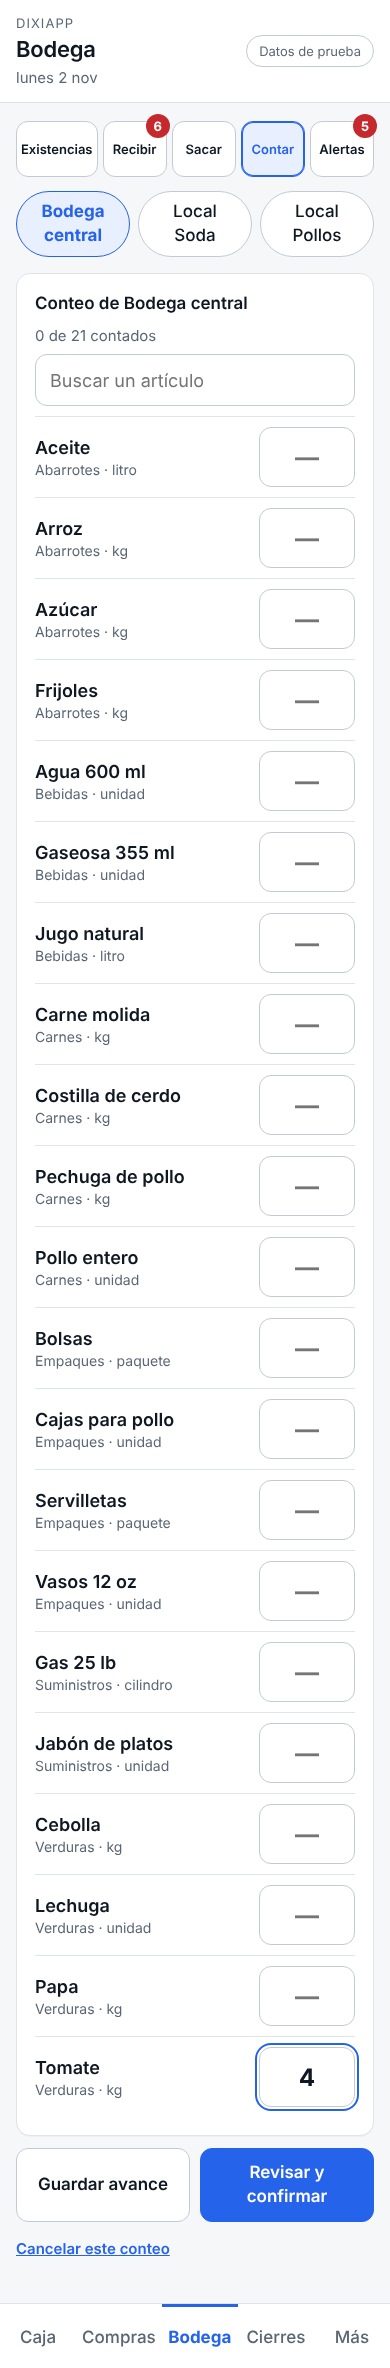 DIXIAPP
Bodega
Datos de prueba
lunes 2 nov
Existencias
Recibir
6
Sacar
Contar
Alertas
5
Bodega
central
Local
Soda
Local
Pollos
Conteo de Bodega central
0 de 21 contados
Buscar un artículo
Aceite
Abarrotes · litro
—
Arroz
Abarrotes · kg
—
Azúcar
Abarrotes · kg
—
Frijoles
Abarrotes · kg
—
Agua 600 ml
Bebidas · unidad
—
Gaseosa 355 ml
Bebidas · unidad
—
Jugo natural
Bebidas · litro
—
Carne molida
Carnes · kg
—
Costilla de cerdo
Carnes · kg
—
Pechuga de pollo
Carnes · kg
—
Pollo entero
Carnes · unidad
—
Bolsas
Empaques · paquete
—
Cajas para pollo
Empaques · unidad
—
Servilletas
Empaques · paquete
—
Vasos 12 oz
Empaques · unidad
—
Gas 25 lb
Suministros · cilindro
—
Jabón de platos
Suministros · unidad
—
Cebolla
Verduras · kg
—
Lechuga
Verduras · unidad
—
Papa
Verduras · kg
—
Tomate
Verduras · kg
4
Guardar avance
Revisar y
confirmar
Cancelar este conteo
Caja
Compras
Bodega
Cierres
Más